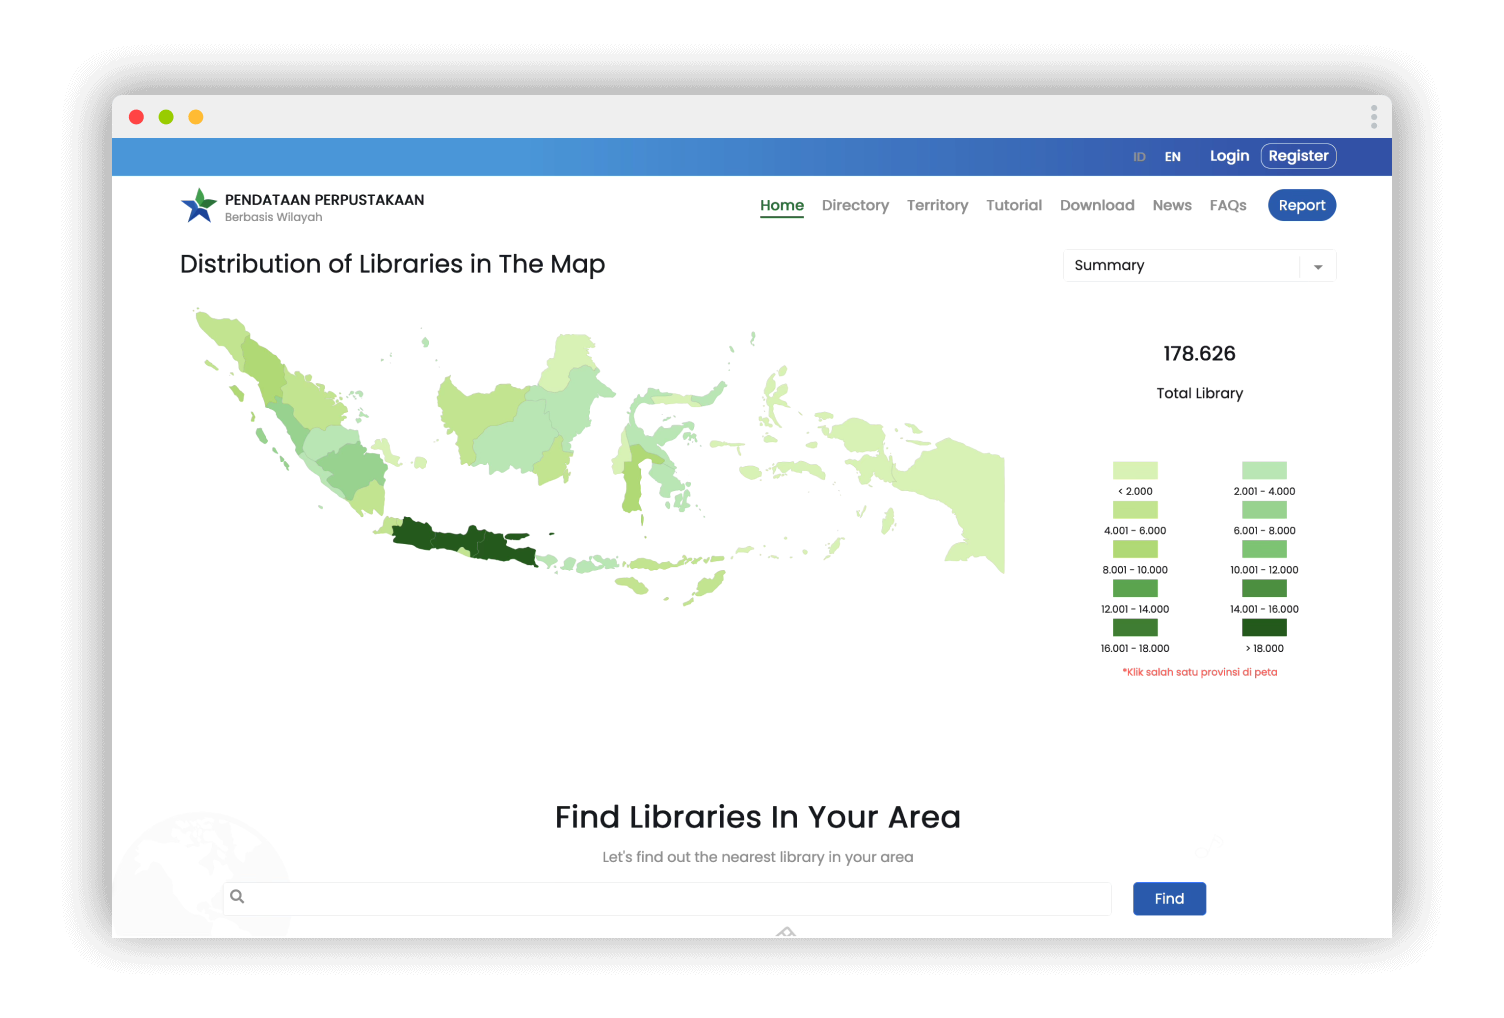 ID EN Login Register
PENDATAAN PERPUSTAKAAN
Berbasis Wilayah
Home Directory Territory Tutorial Download News FAQs Report
Distribution of Libraries in The Map
Summary
178.626
Total Library
< 2.000 2.001 - 4.000
4.001 - 6.000 6.001 - 8.000
8.001 - 10.000 10.001 - 12.000
12.001 - 14.000 14.001 - 16.000
16.001 - 18.000 > 18.000
*Klik salah satu provinsi di peta
Find Libraries In Your Area
Let's find out the nearest library in your area
Find